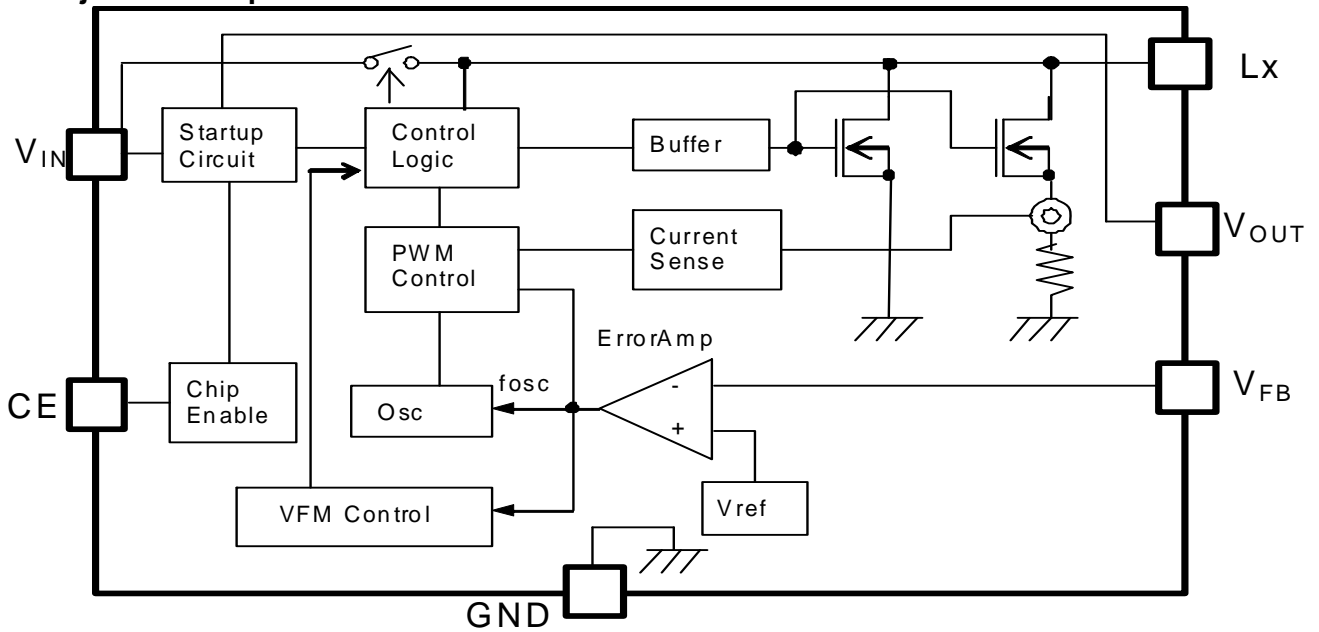 Lx
Startup
Circuit
Control
Logic
Buffer
VIN
VOUT
PWM
Control
Current
Sense
ErrorAmp
-
+
VFB
CE
Chip
Enable
Osc
fosc
VFM Control
Vref
GND